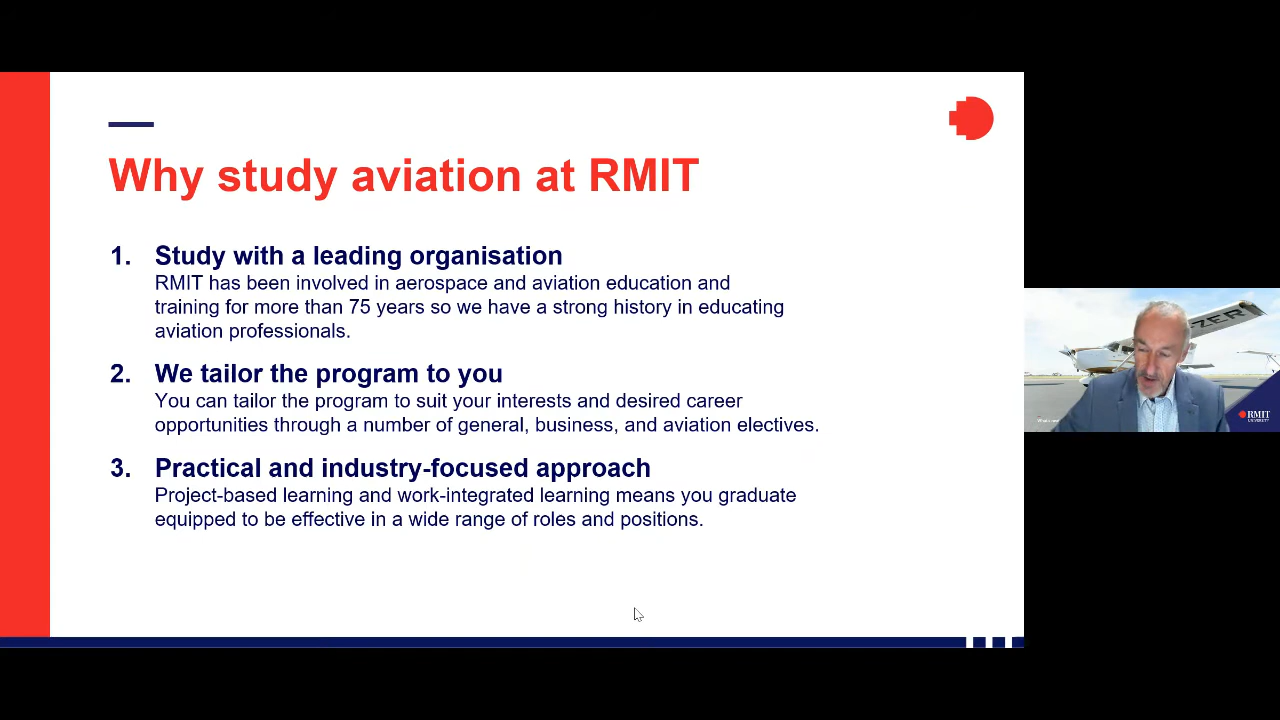 Why study aviation at RMIT
1. Study with a leading organisation
RMIT has been involved in aerospace and aviation education and
training for more than 75 years so we have a strong history in educating
aviation professionals.
2. We tailor the program to you
You can tailor the program to suit your interests and desired career
opportunities through a number of general, business, and aviation electives.
3. Practical and industry-focused approach
Project-based learning and work-integrated learning means you graduate
equipped to be effective in a wide range of roles and positions.
ZER
RMIT
UNIVERSITY